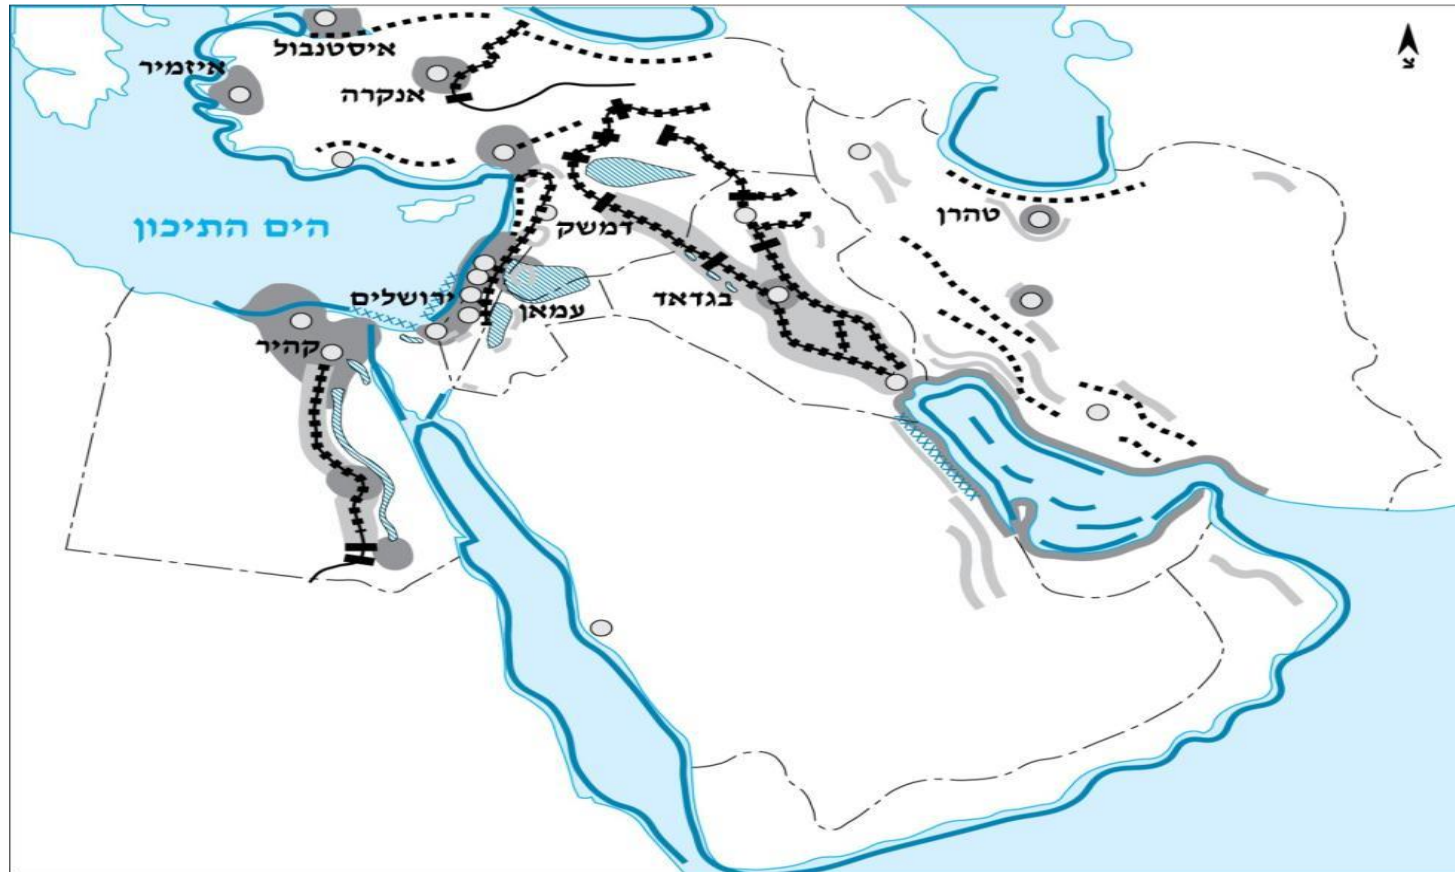 איסטנבול
איזמיר
אנקרה
טהרן
הים התיכון
דמשק
ירושלים
עמאן
בגדאד
קהיר